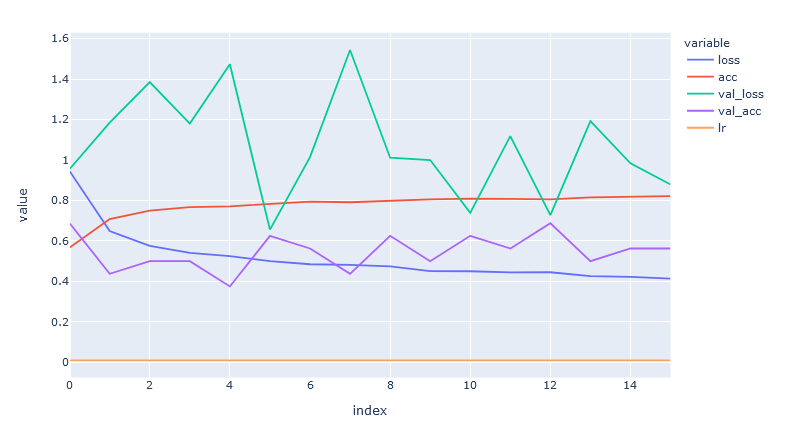 variable
loss
acc
val_loss
val_acc
lr
value
1.6
1.4
1.2
1
0.8
0.6
0.4
0.2
0
0 2 4 6 8 10 12 14
index